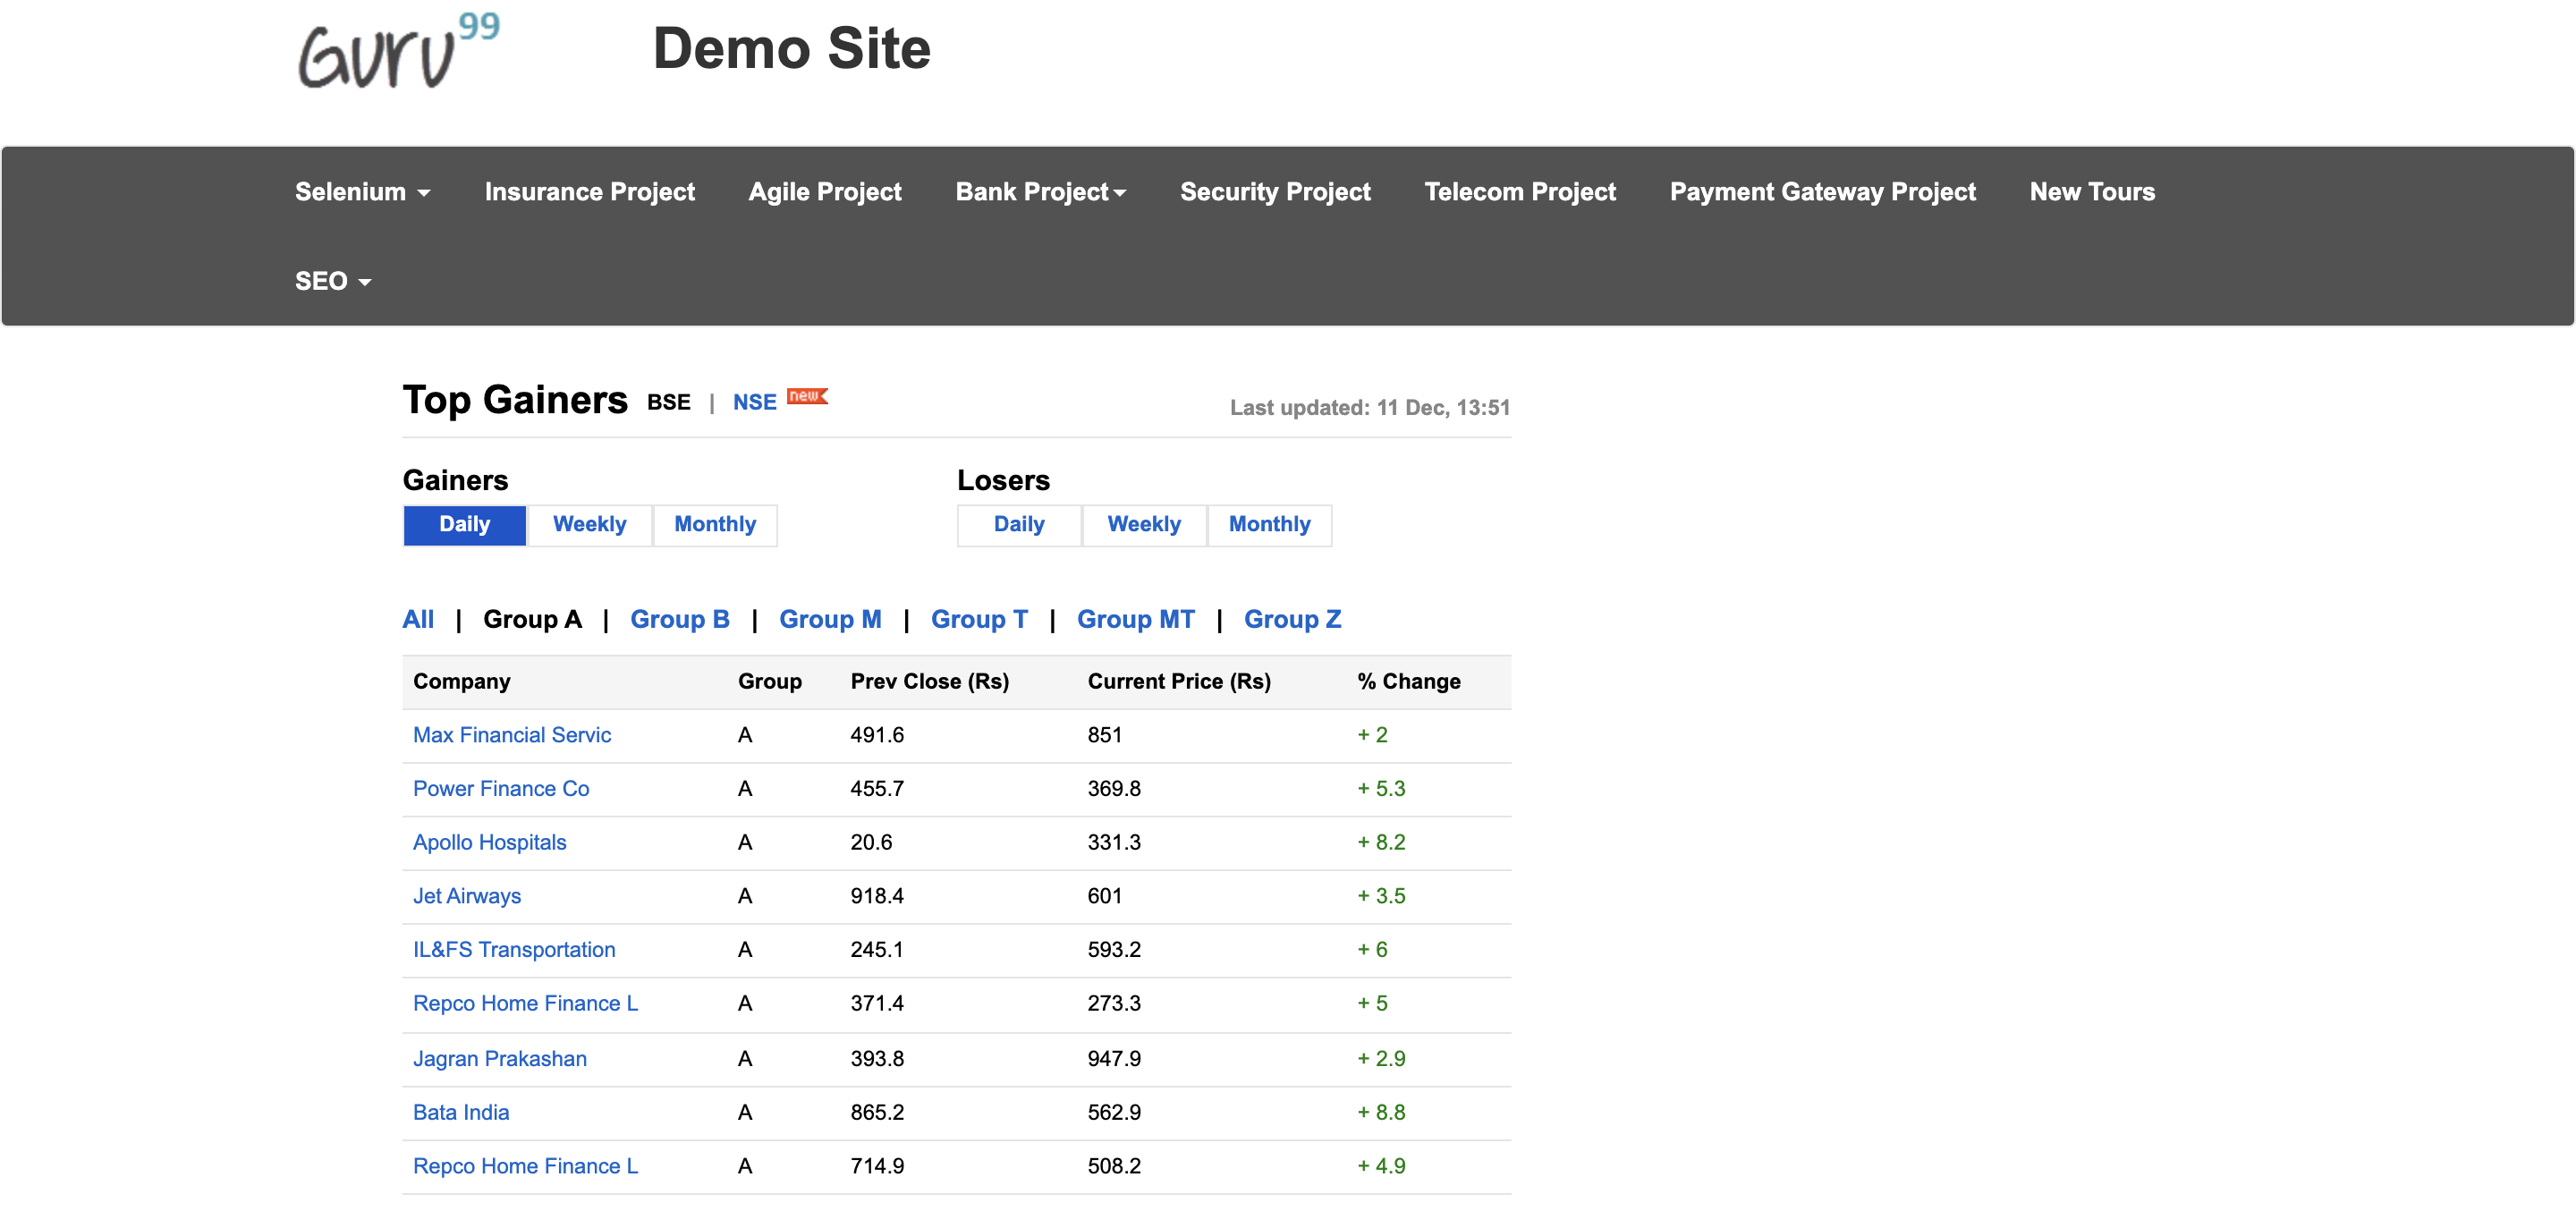 Guru99 Demo Site
Selenium Insurance Project Agile Project Bank Project Security Project Telecom Project Payment Gateway Project New Tours
SEO
Top Gainers BSE | NSE new Last updated: 11 Dec, 13:51
Gainers Losers
Daily Weekly Monthly Daily Weekly Monthly
All | Group A | Group B | Group M | Group T | Group MT | Group Z
Company Group Prev Close (Rs) Current Price (Rs) % Change
Max Financial Servic A 491.6 851 + 2
Power Finance Co A 455.7 369.8 + 5.3
Apollo Hospitals A 20.6 331.3 + 8.2
Jet Airways A 918.4 601 + 3.5
IL&FS Transportation A 245.1 593.2 + 6
Repco Home Finance L A 371.4 273.3 + 5
Jagran Prakashan A 393.8 947.9 + 2.9
Bata India A 865.2 562.9 + 8.8
Repco Home Finance L A 714.9 508.2 + 4.9